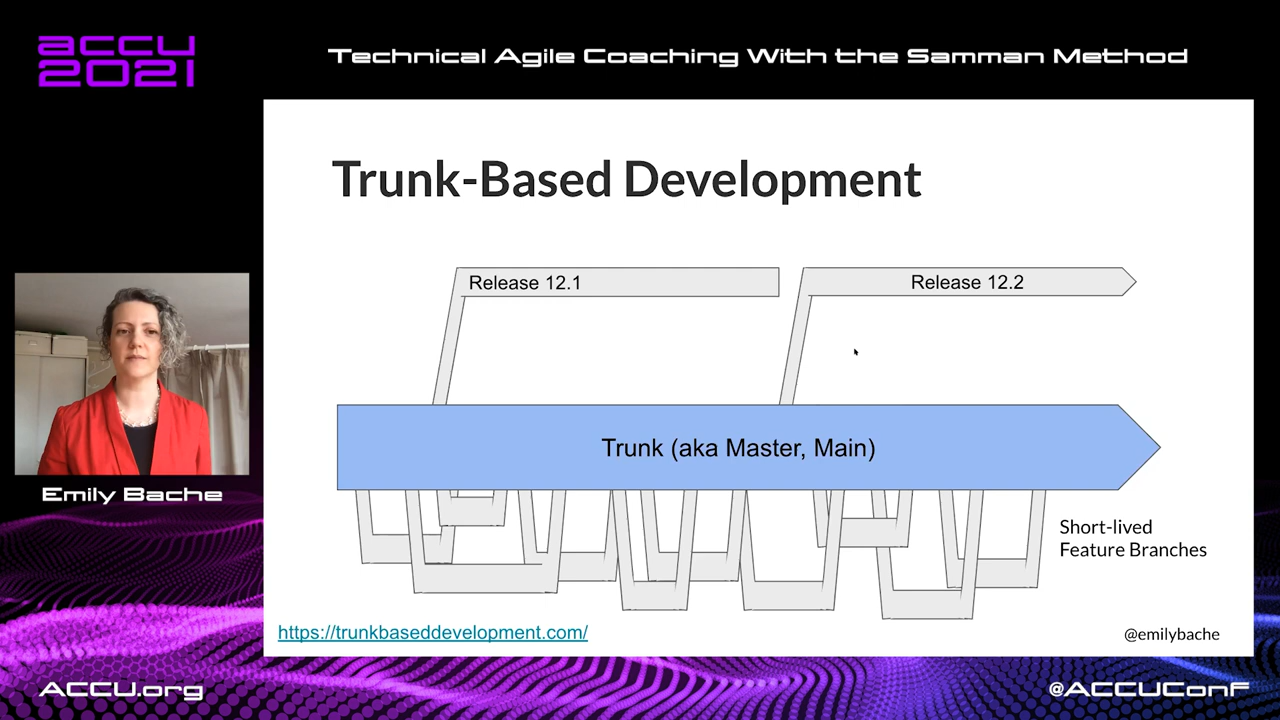 accu
2021
Technical Agile Coaching With the Samman Method
Trunk-Based Development
Release 12.1
Release 12.2
Trunk (aka Master, Main)
Short-lived
Feature Branches
https://trunkbaseddevelopment.com/
@emilybache
Emily Bache
ACCU.org
@ACCUConf